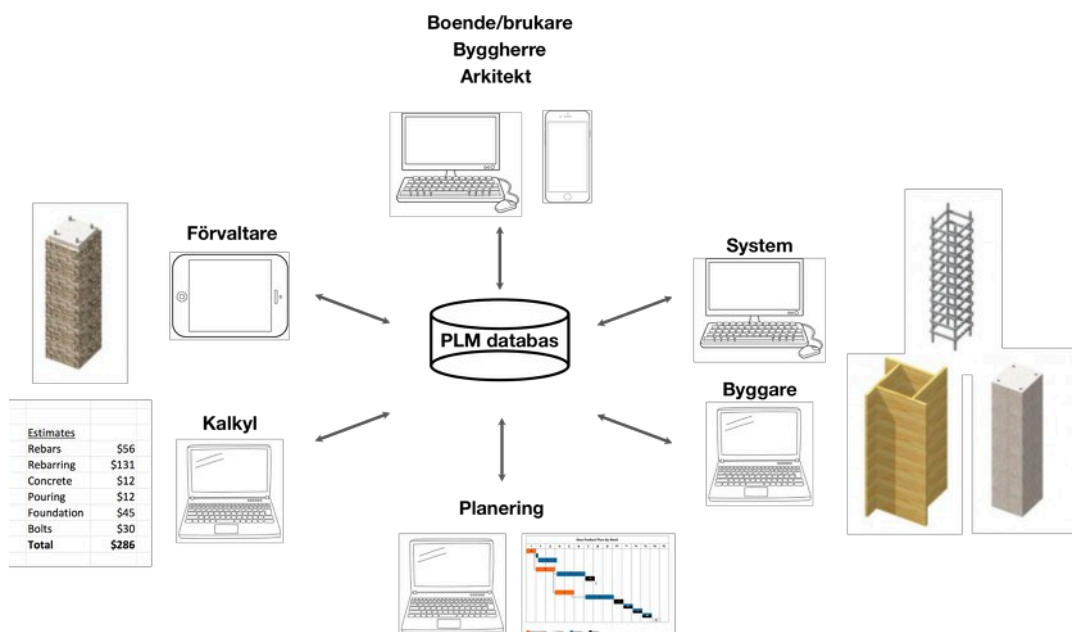 Boende/brukare
Byggherre
Arkitekt
Förvaltare
System
PLM databas
Byggare
Kalkyl
Estimates
Rebars $56
Rebarring $131
Concrete $12
Pouring $12
Foundation $45
Bolts $30
Total $286
Planering